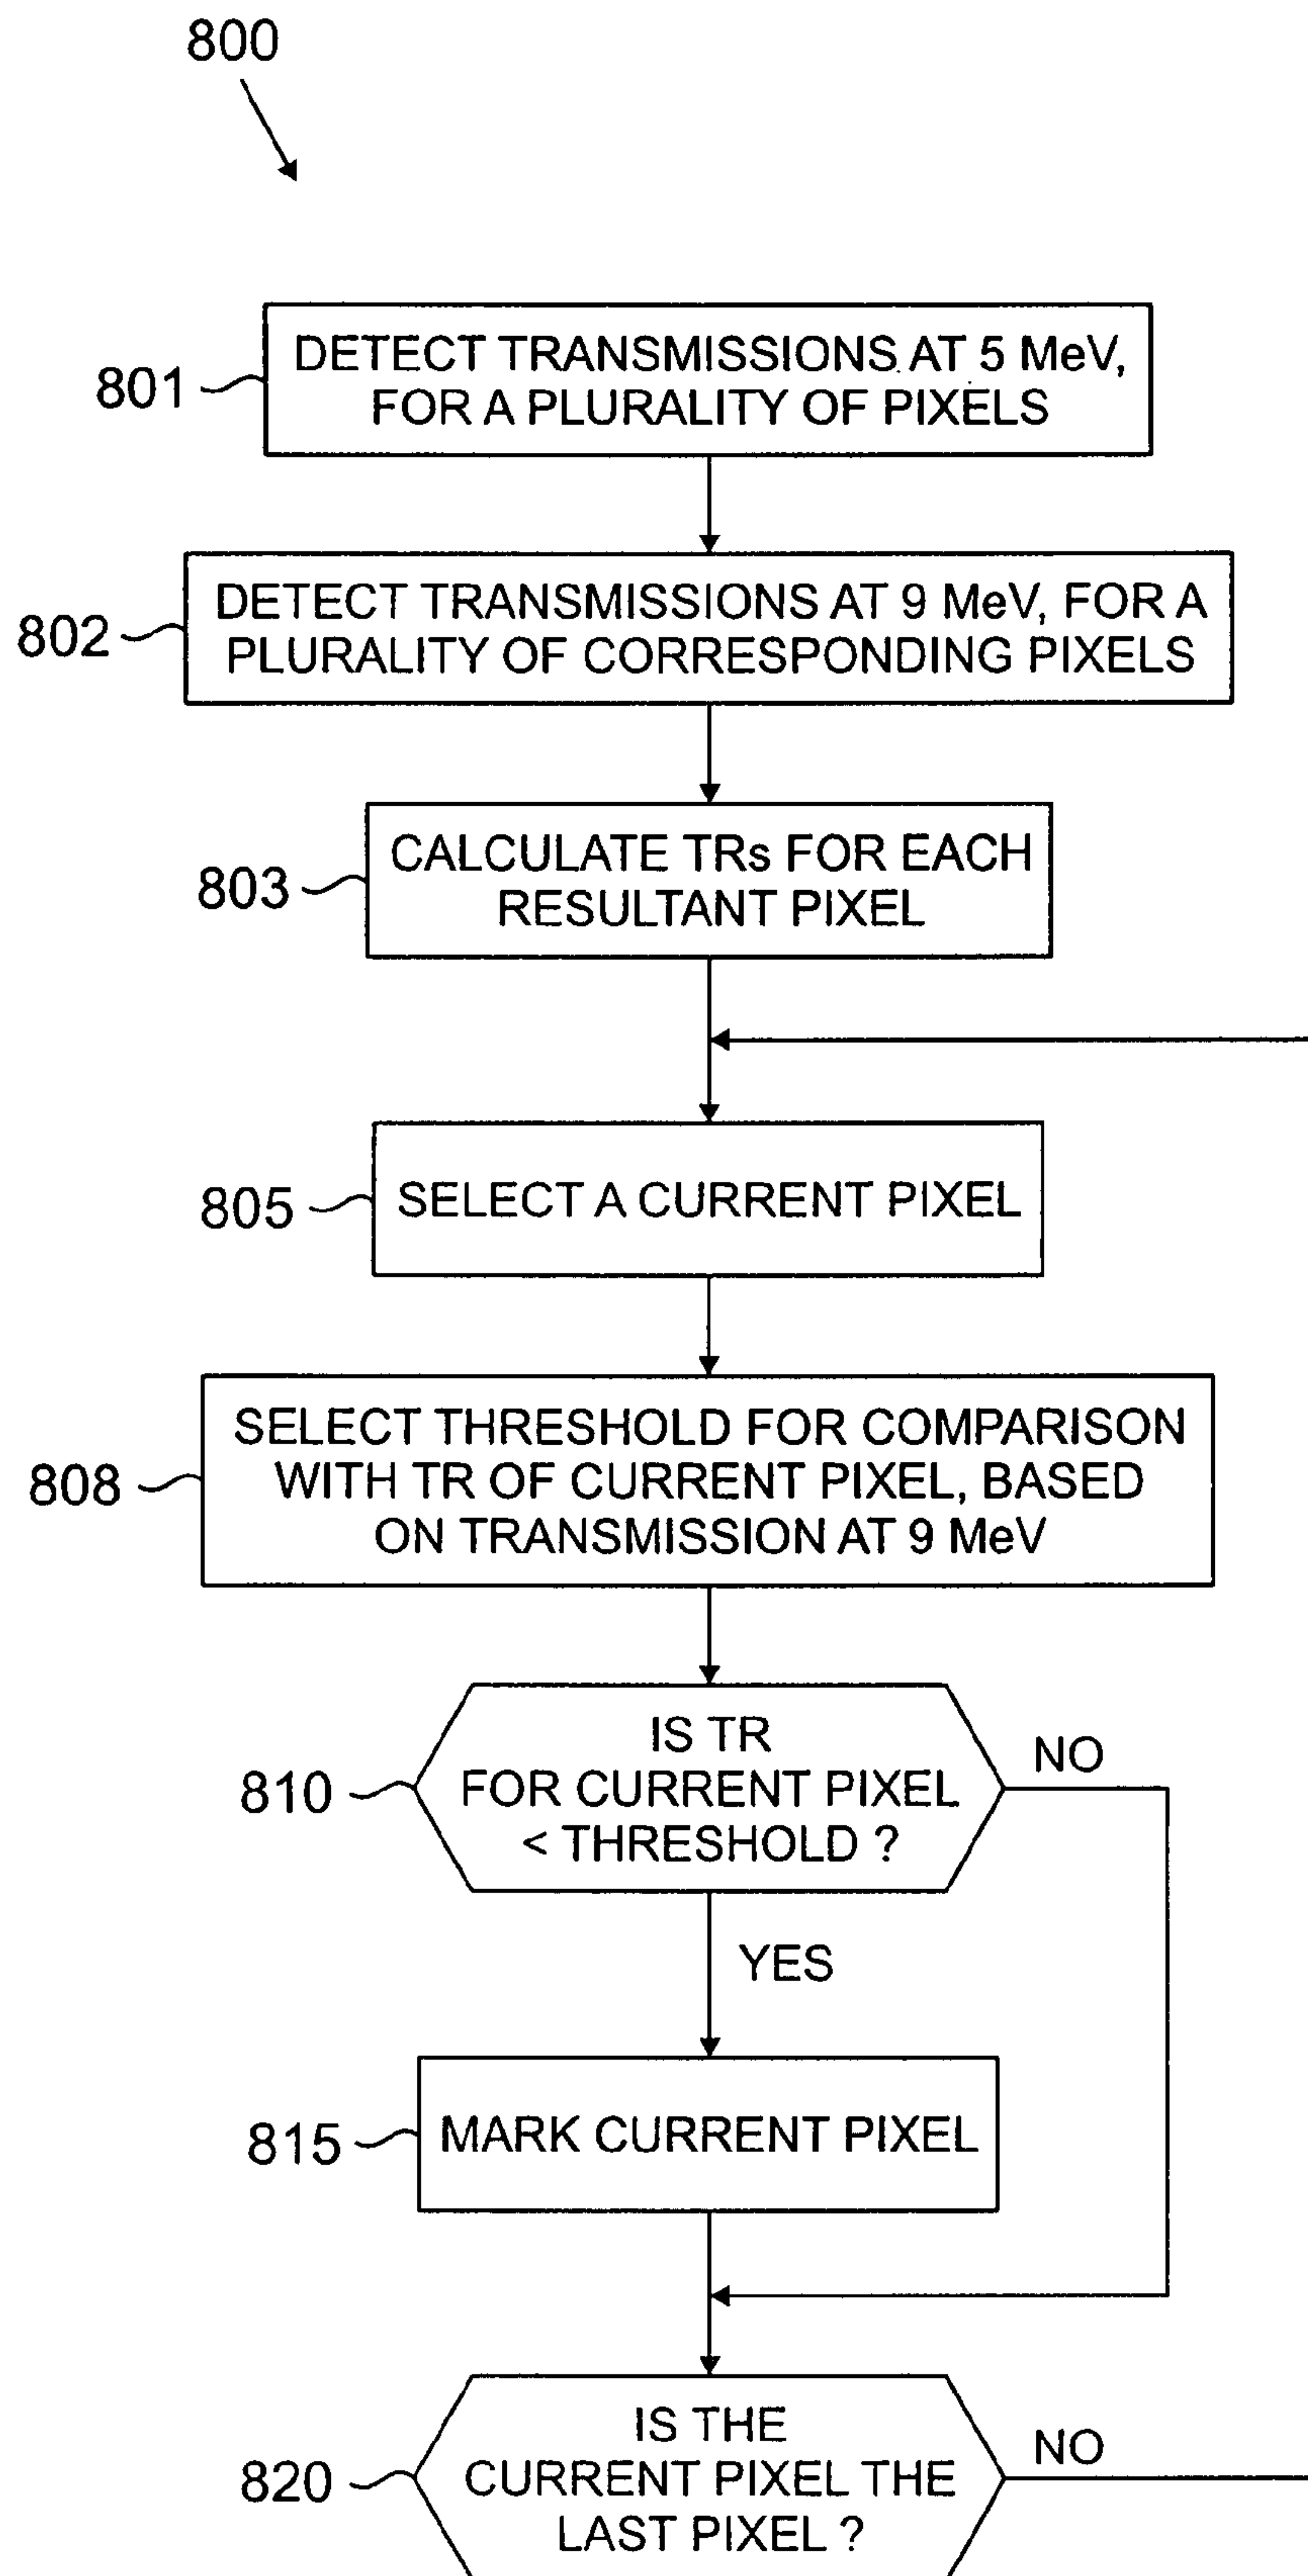 800
801
DETECT TRANSMISSIONS AT 5 MeV,
FOR A PLURALITY OF PIXELS
802
DETECT TRANSMISSIONS AT 9 MeV, FOR A
PLURALITY OF CORRESPONDING PIXELS
803
CALCULATE TRs FOR EACH
RESULTANT PIXEL
805
SELECT A CURRENT PIXEL
808
SELECT THRESHOLD FOR COMPARISON
WITH TR OF CURRENT PIXEL, BASED
ON TRANSMISSION AT 9 MeV
810
IS TR
FOR CURRENT PIXEL
< THRESHOLD ?
NO
YES
815
MARK CURRENT PIXEL
820
IS THE
CURRENT PIXEL THE
LAST PIXEL ?
NO